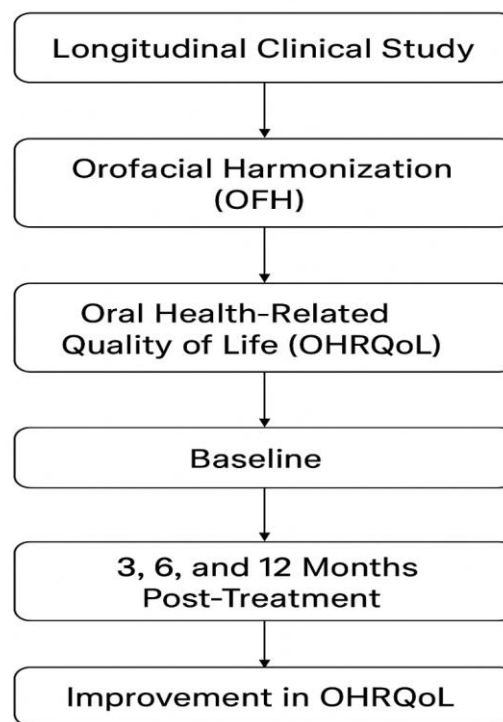 Longitudinal Clinical Study
Orofacial Harmonization
(OFH)
Oral Health-Related
Quality of Life (OHRQoL)
Baseline
3, 6, and 12 Months
Post-Treatment
Improvement in OHRQoL